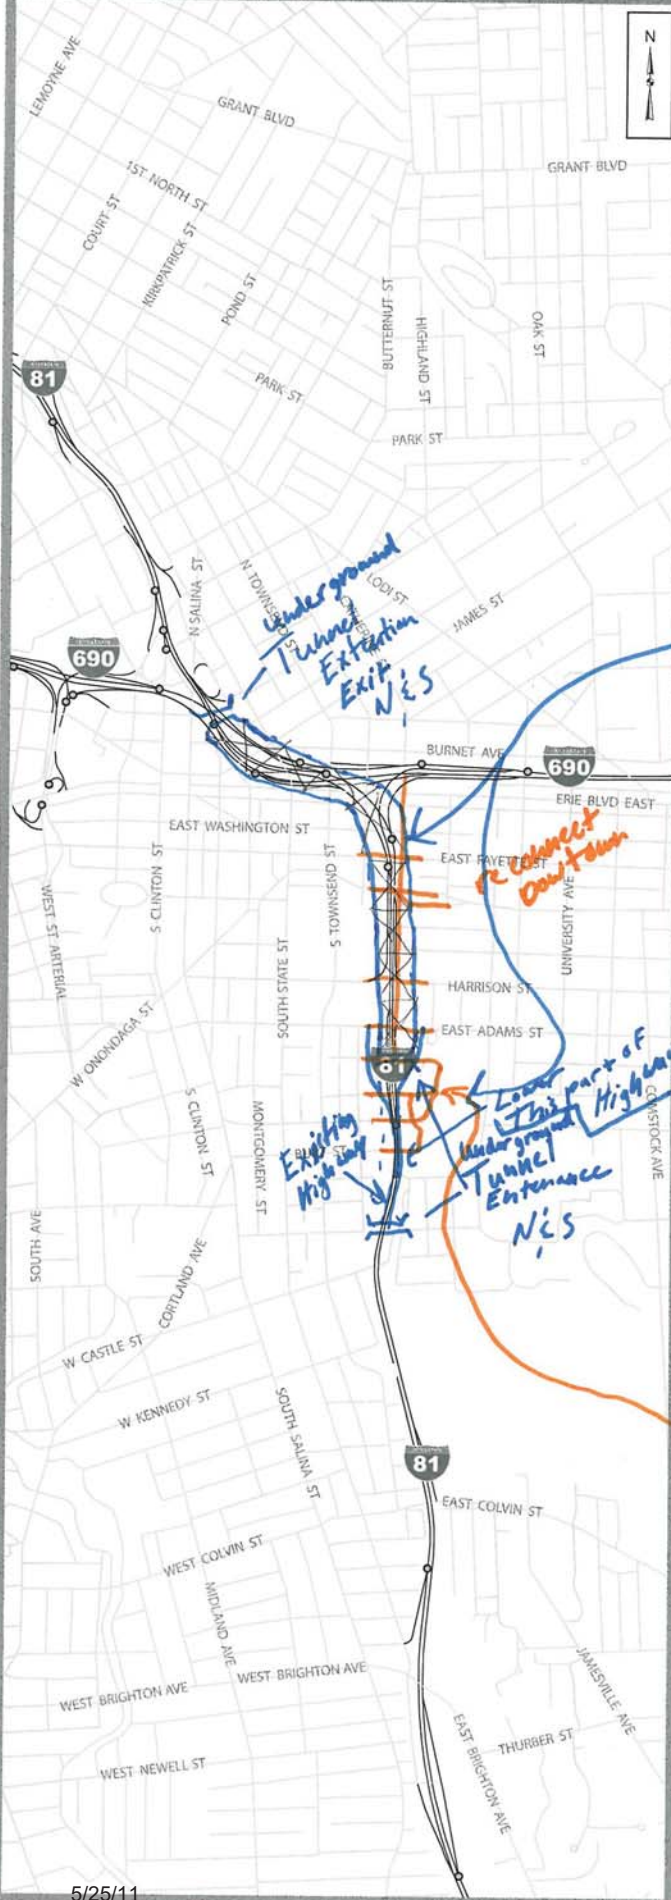 N
LEMOYNE AVE
GRANT BLVD
GRANT BLVD
1ST NORTH ST
COURT ST
KIRKPATRICK ST
POND ST
BUTTERNUT ST
HIGHLAND ST
OAK ST
81
PARK ST
PARK ST
N SALINA ST
N TOWNSEND ST
LODI ST
JAMES ST
underground
Tunnel
Extention
Exit
N & S
690
BURNET AVE
690
ERIE BLVD EAST
EAST WASHINGTON ST
EAST FAYETTE ST
reconnect
Dowtown
S CLINTON ST
S TOWNSEND ST
WEST ST ARTERIAL
UNIVERSITY AVE
SOUTH STATE ST
HARRISON ST
EAST ADAMS ST
W ONONDAGA ST
81
Lower
This part of
Highway
COMSTOCK AVE
S CLINTON ST
MONTGOMERY ST
Existing
Highway
underground
Tunnel
Entenance
N & S
SOUTH AVE
CORTLAND AVE
W CASTLE ST
W KENNEDY ST
SOUTH SALINA ST
81
EAST COLVIN ST
WEST COLVIN ST
MIDLAND AVE
WEST BRIGHTON AVE
WEST BRIGHTON AVE
JAMESVILLE AVE
EAST BRIGHTON AVE
THURBER ST
WEST NEWELL ST
5/25/11